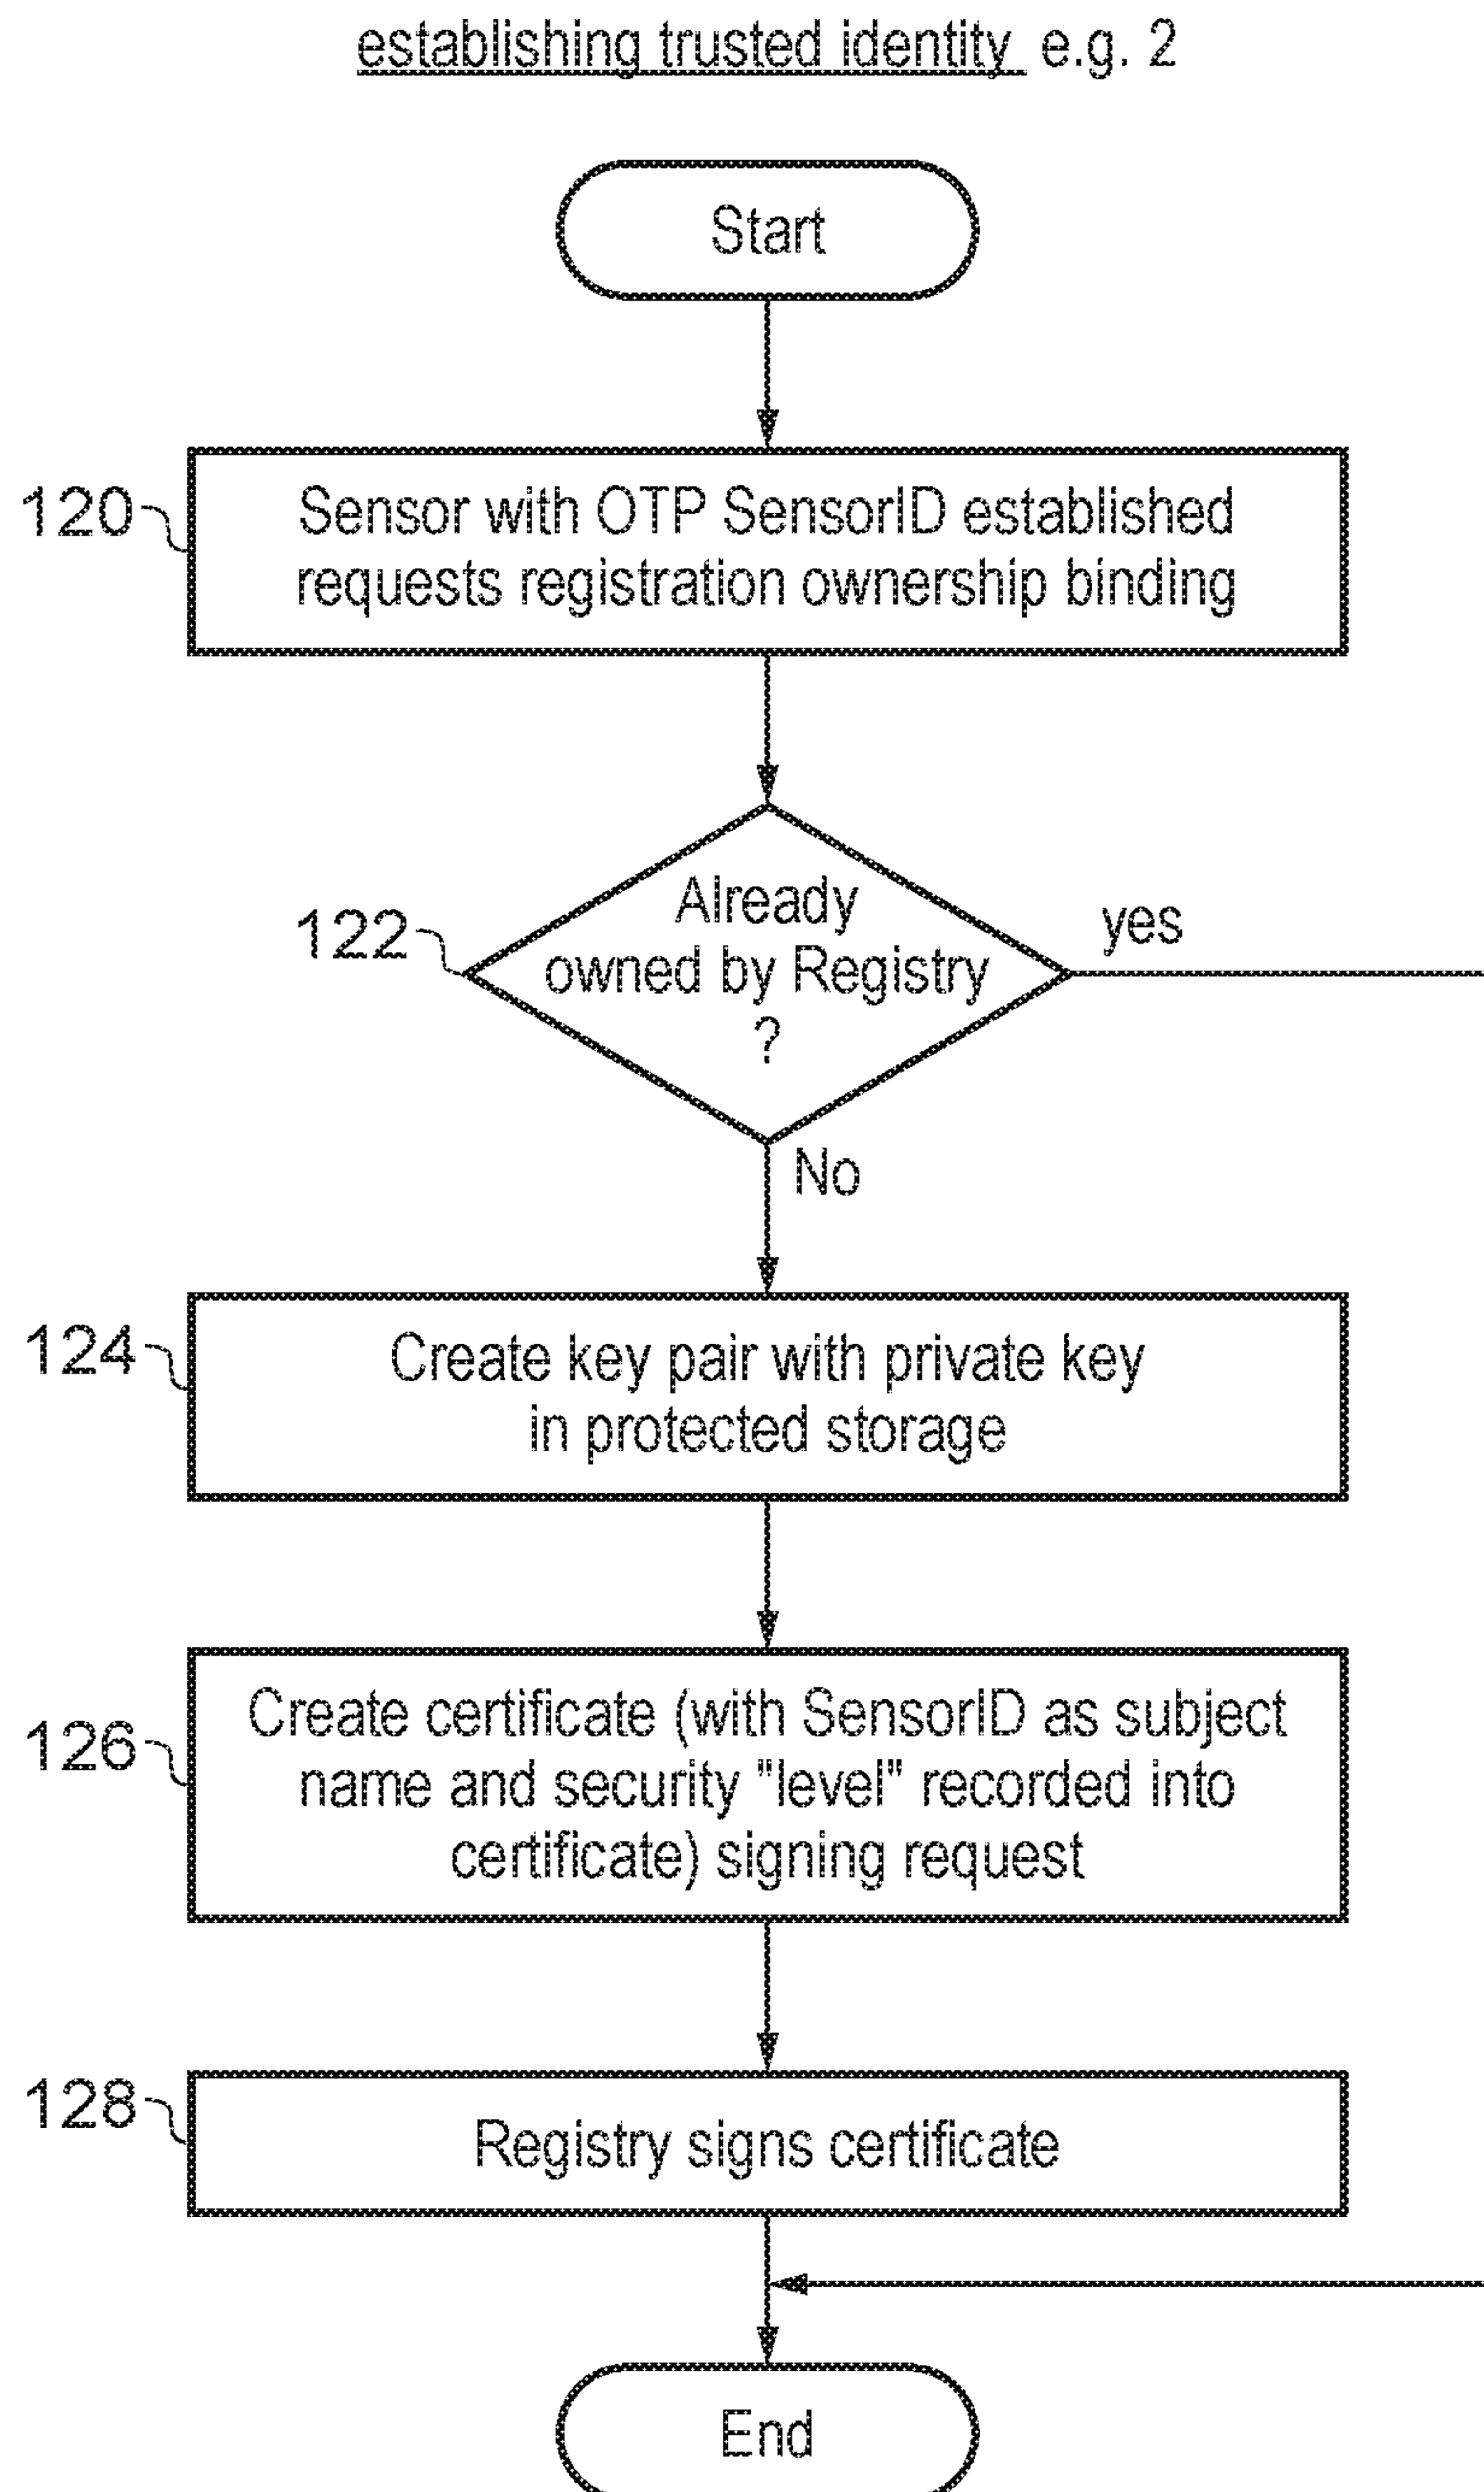 establishing trusted identity e.g. 2
Start
120
Sensor with OTP SensorID established
requests registration ownership binding
122
Already
owned by Registry
?
yes
No
124
Create key pair with private key
in protected storage
126
Create certificate (with SensorID as subject
name and security "level" recorded into
certificate) signing request
128
Registry signs certificate
End